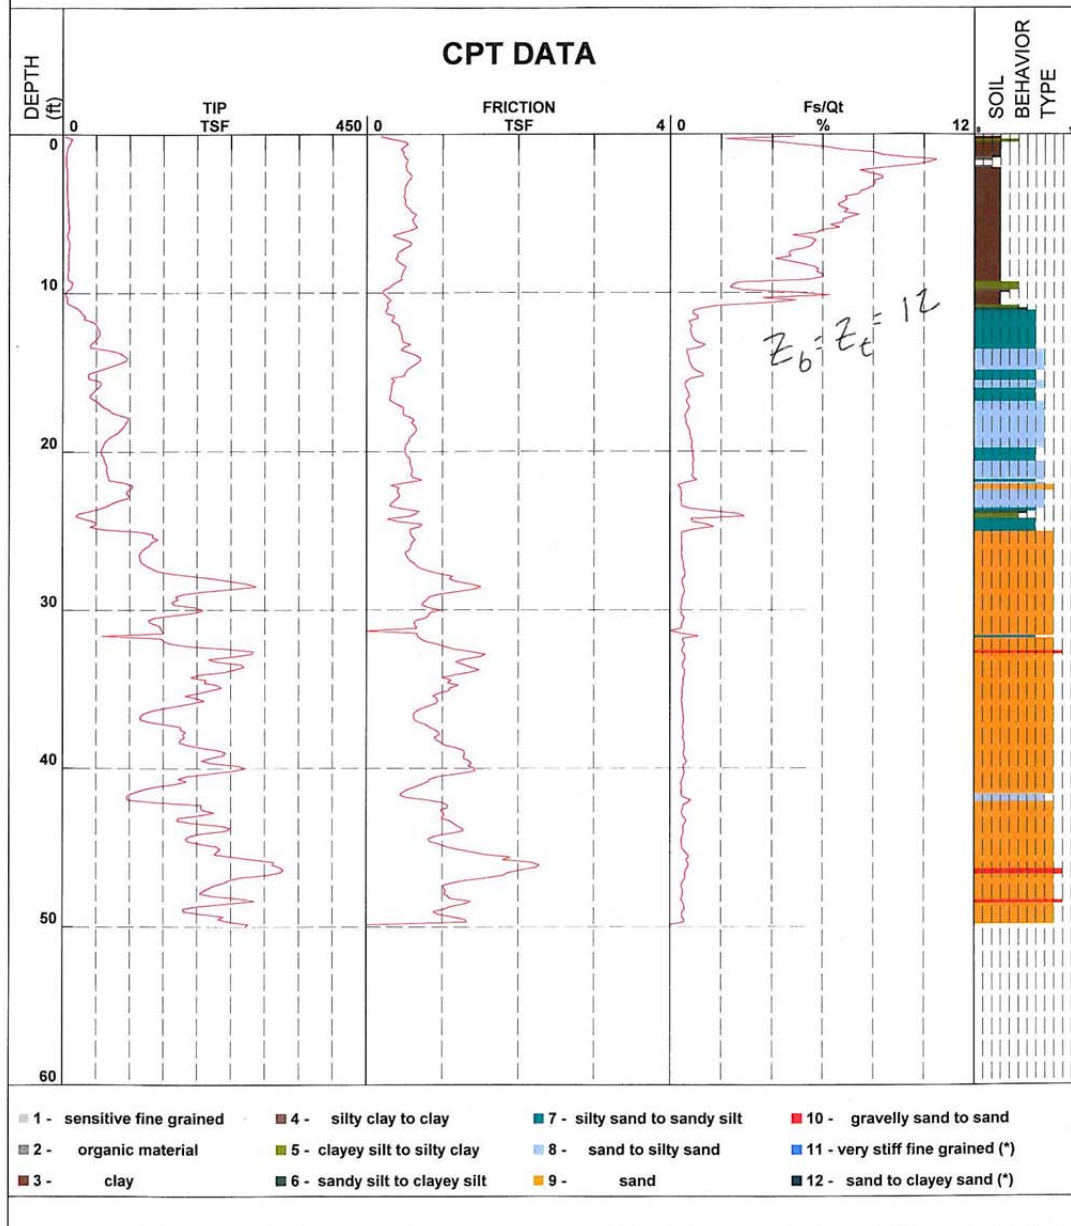 CPT DATA
DEPTH
(ft)
SOIL
BEHAVIOR
TYPE
TIP
FRICTION
Fs/Qt
0 TSF 450
0 TSF 4
0 % 12
0
10
Z_b = Z_t = 12
20
30
40
50
60
1 - sensitive fine grained
4 - silty clay to clay
7 - silty sand to sandy silt
10 - gravelly sand to sand
2 - organic material
5 - clayey silt to silty clay
8 - sand to silty sand
11 - very stiff fine grained (*)
3 - clay
6 - sandy silt to clayey silt
9 - sand
12 - sand to clayey sand (*)